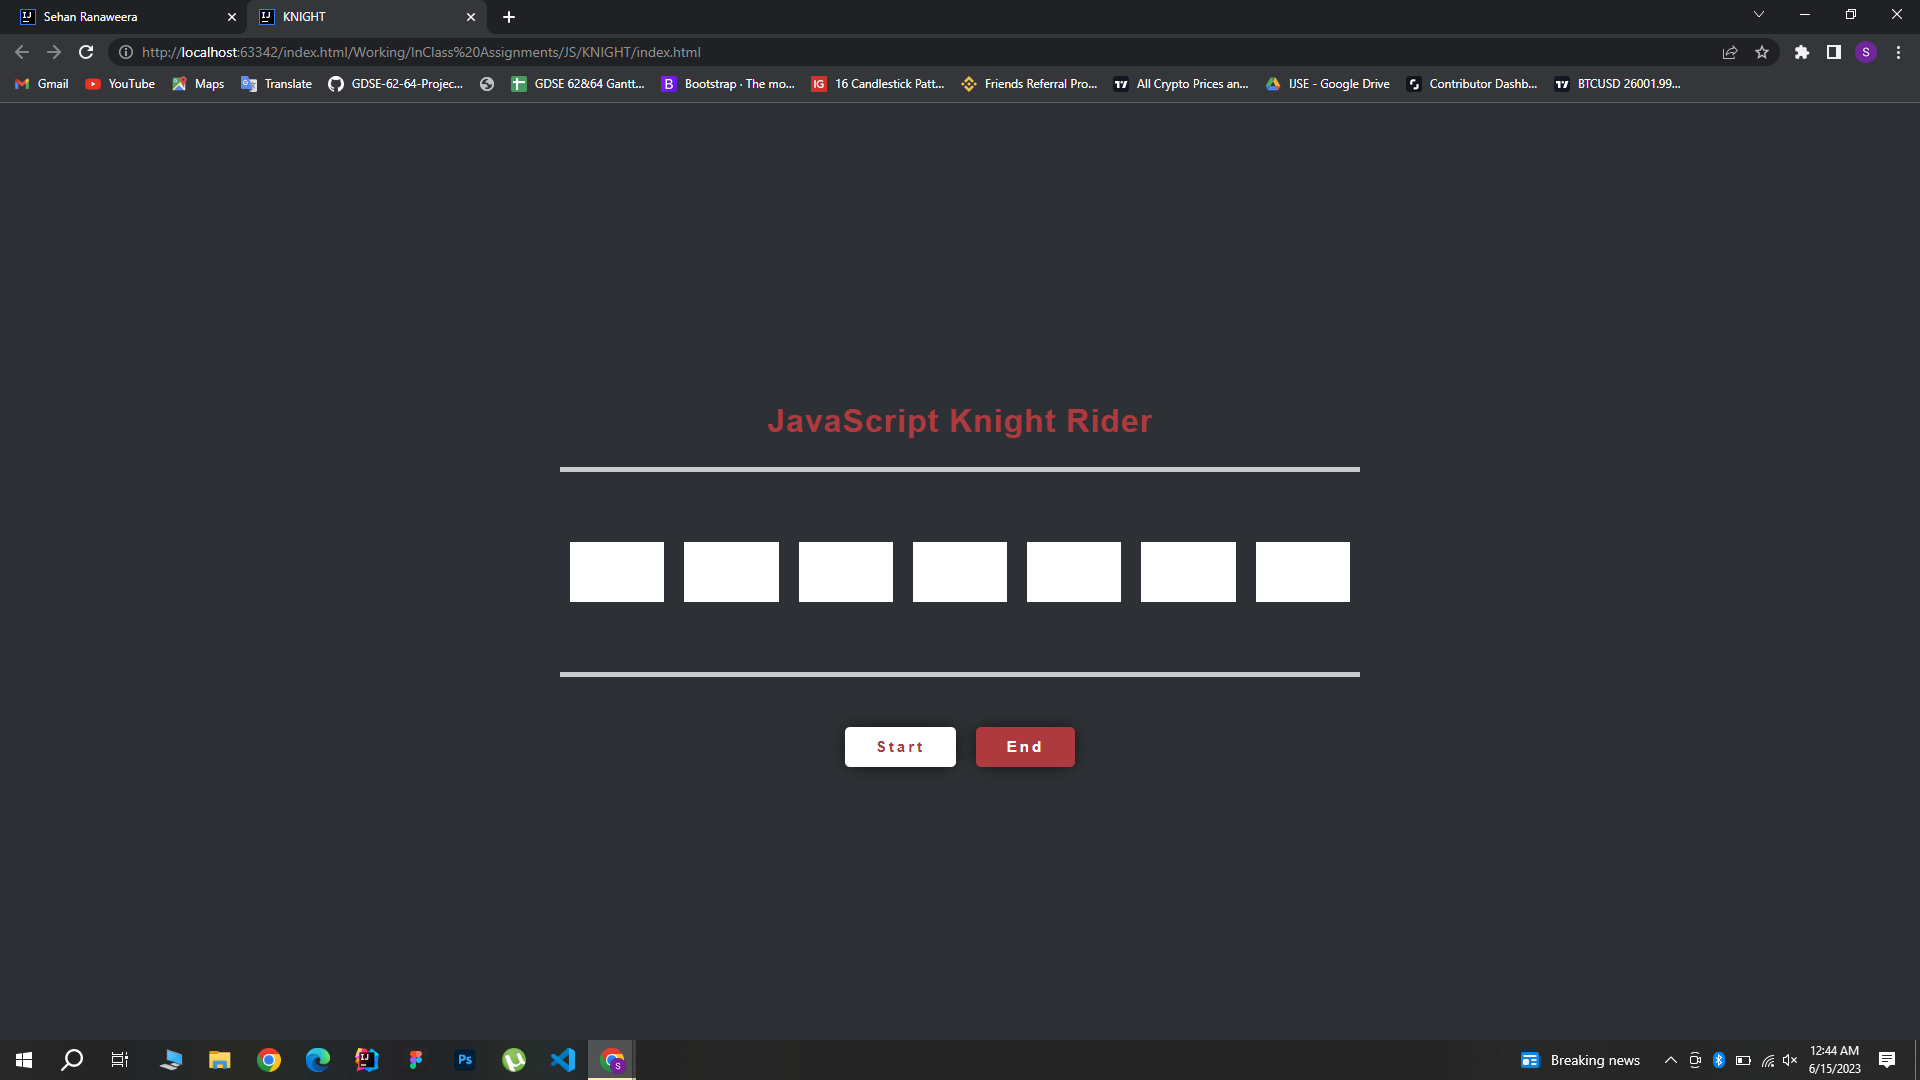 Sehan Ranaweera
KNIGHT
http://localhost:63342/index.html/Working/InClass%20Assignments/JS/KNIGHT/index.html
S
Gmail YouTube Maps Translate GDSE-62-64-Projec... GDSE 62&64 Gantt... B Bootstrap · The mo... IG 16 Candlestick Patt... Friends Referral Pro... All Crypto Prices an... IJSE - Google Drive Contributor Dashb... BTCUSD 26001.99...
JavaScript Knight Rider
Start End
Ps
Breaking news
12:44 AM
6/15/2023